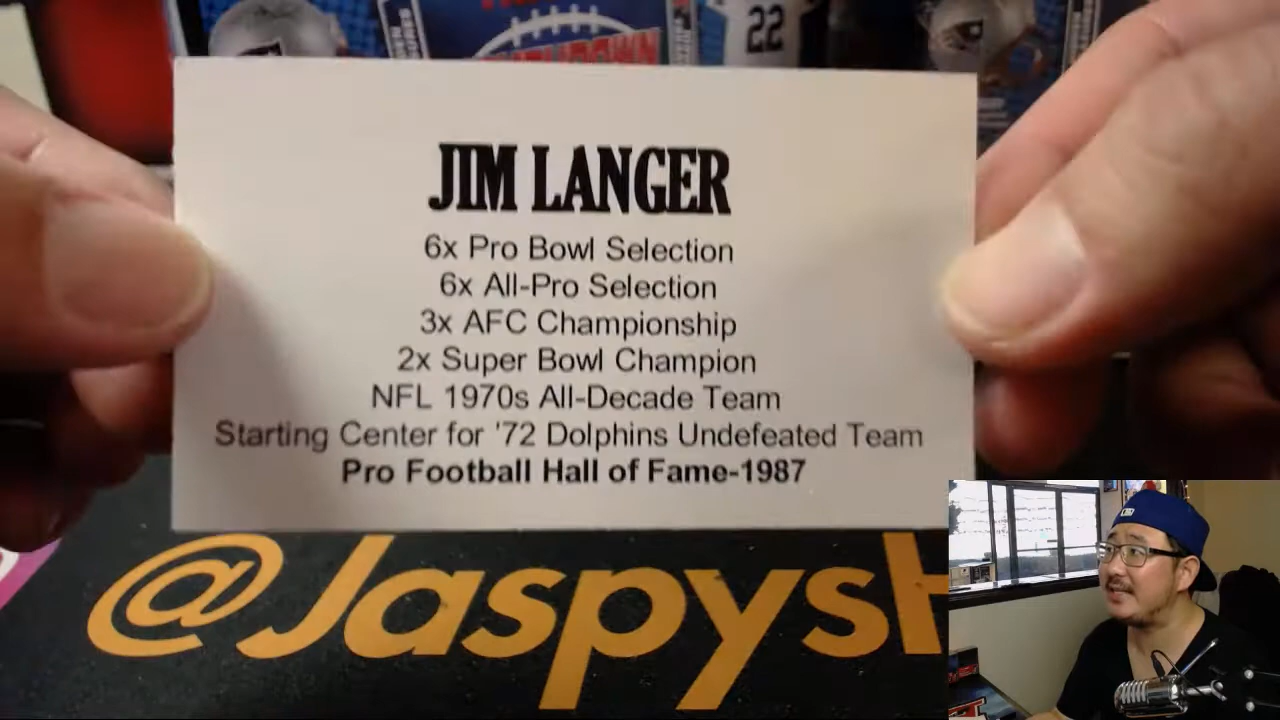 22
JIM LANGER
6x Pro Bowl Selection
6x All-Pro Selection
3x AFC Championship
2x Super Bowl Champion
NFL 1970s All-Decade Team
Starting Center for '72 Dolphins Undefeated Team
Pro Football Hall of Fame-1987
@Jaspysh